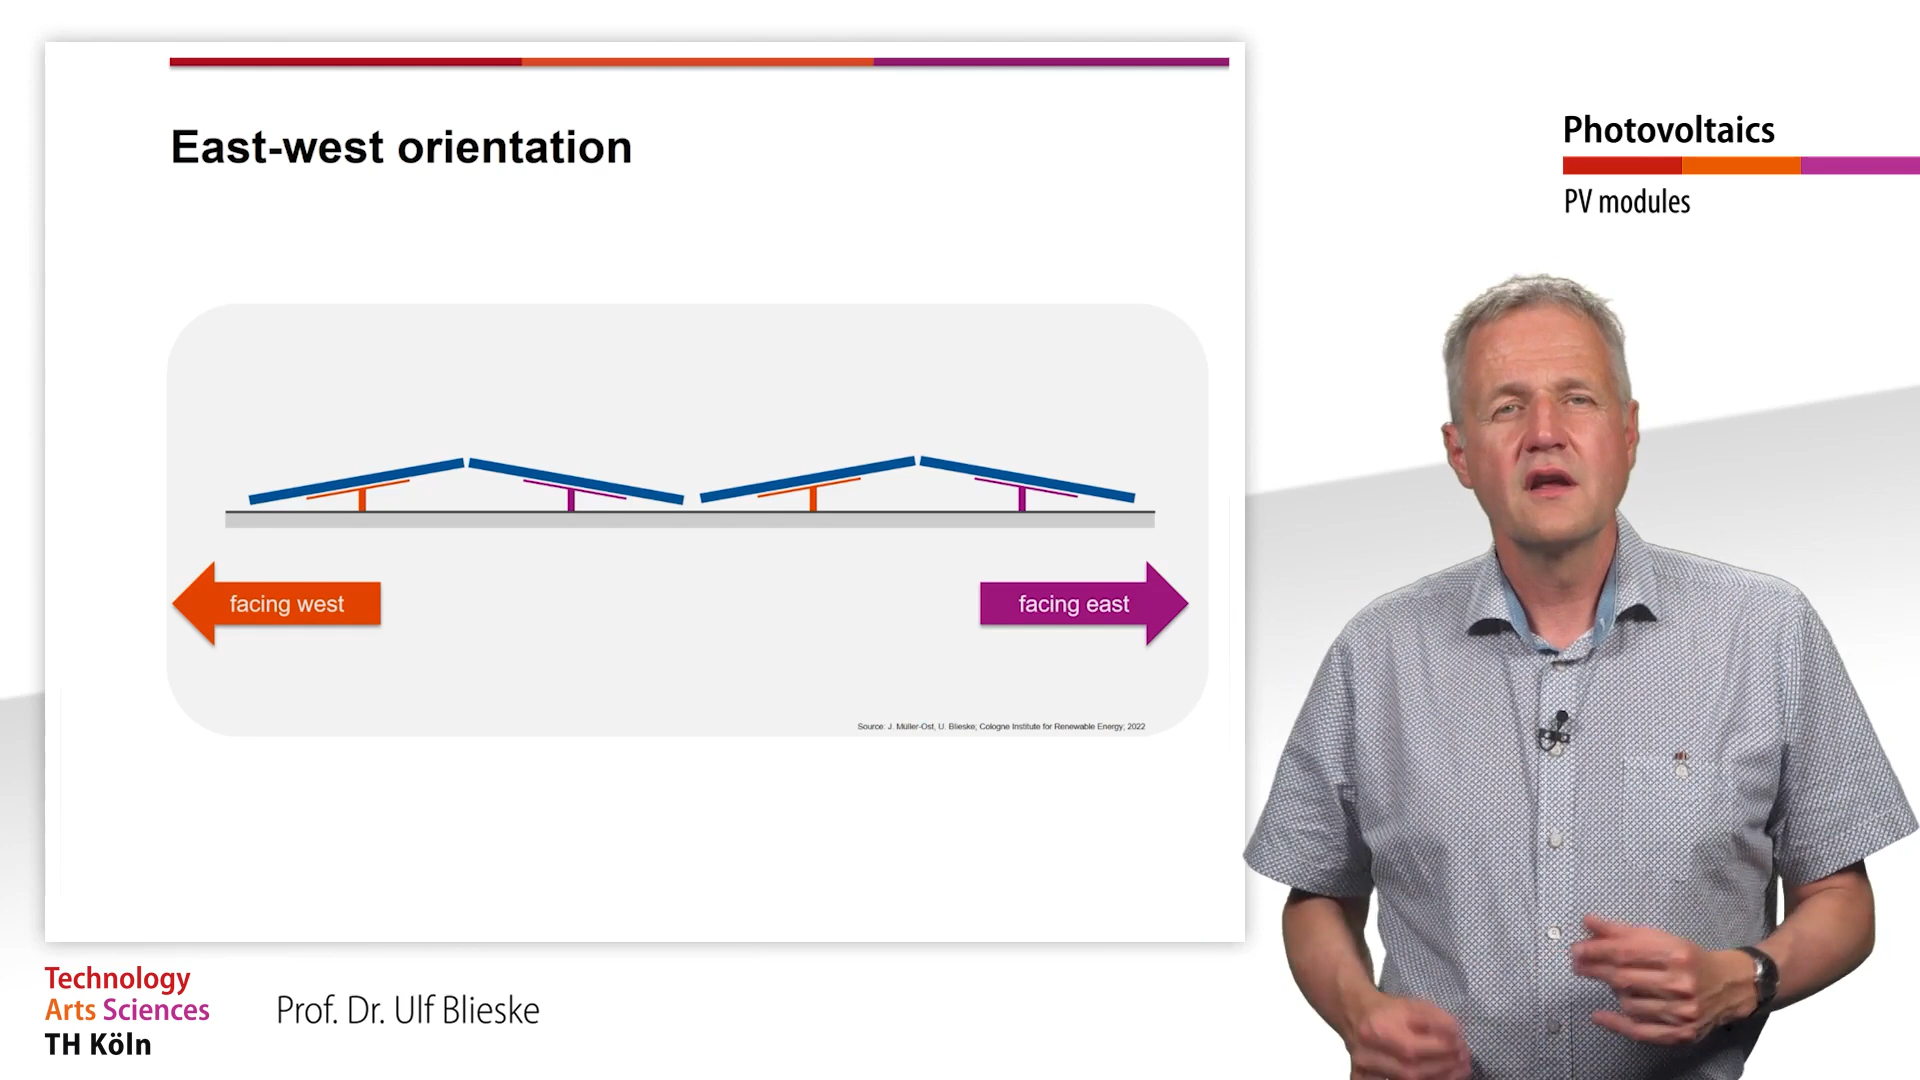 East-west orientation
facing west
facing east
Source: J. Müller-Ost, U. Blieske; Cologne Institute for Renewable Energy; 2022
Photovoltaics
PV modules
Technology
Arts Sciences
TH Köln
Prof. Dr. Ulf Blieske